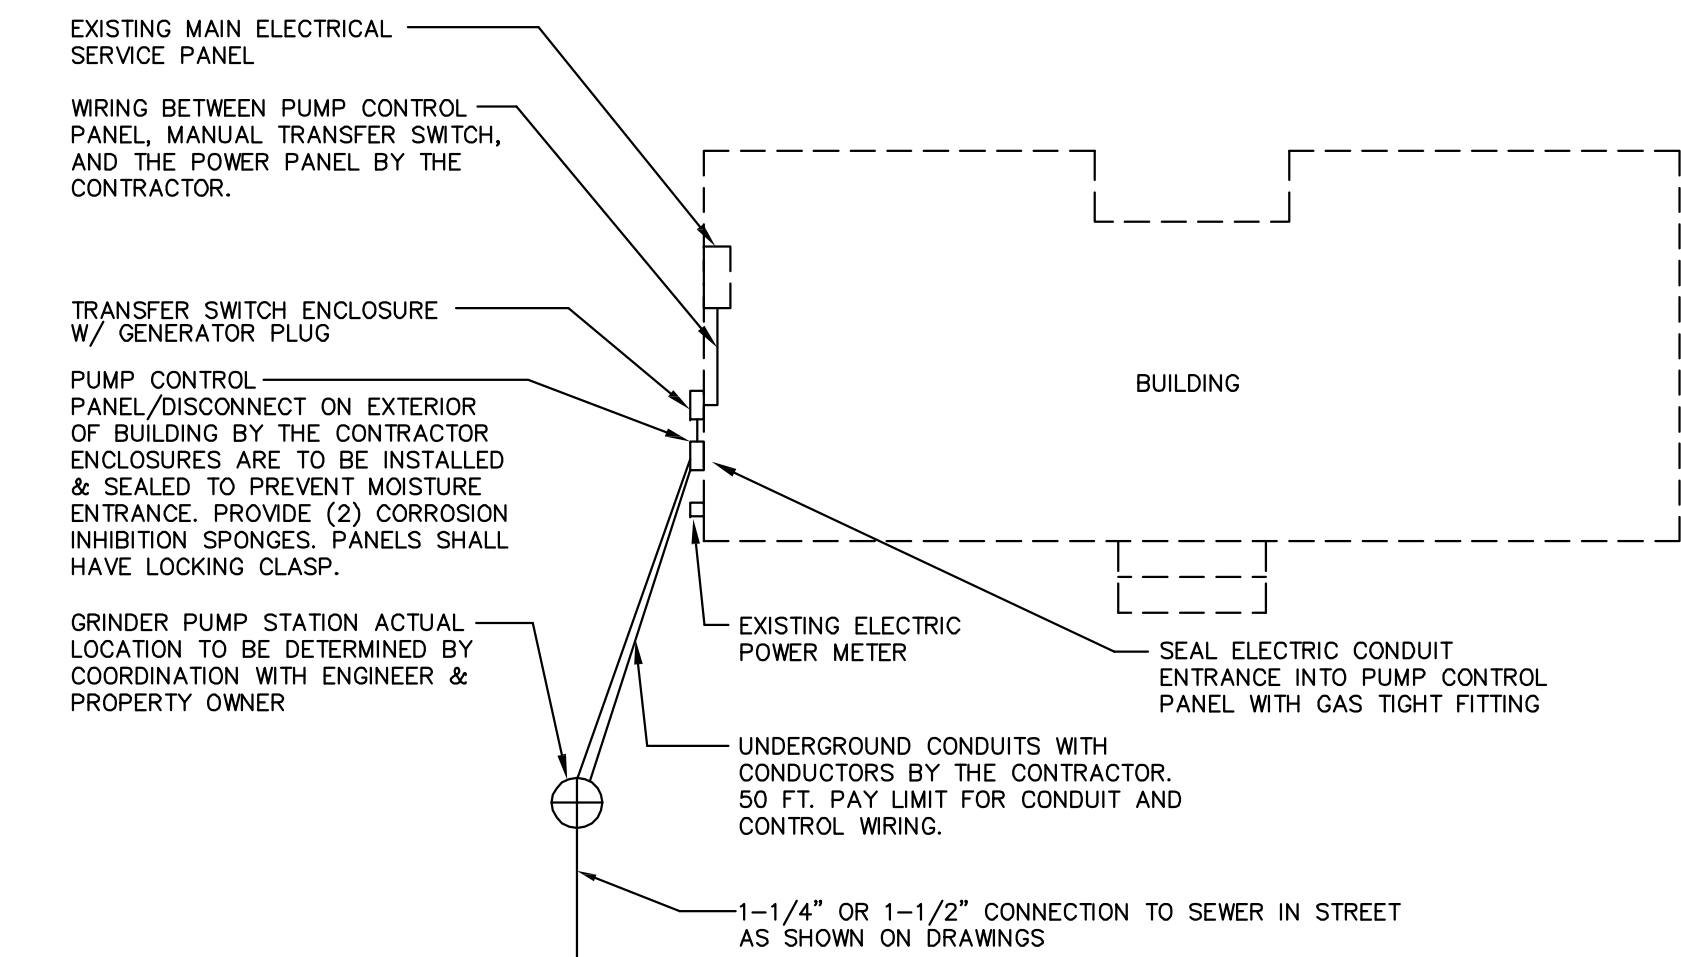 EXISTING MAIN ELECTRICAL
SERVICE PANEL
WIRING BETWEEN PUMP CONTROL
PANEL, MANUAL TRANSFER SWITCH,
AND THE POWER PANEL BY THE
CONTRACTOR.
TRANSFER SWITCH ENCLOSURE
W/ GENERATOR PLUG
PUMP CONTROL
PANEL/DISCONNECT ON EXTERIOR
OF BUILDING BY THE CONTRACTOR
ENCLOSURES ARE TO BE INSTALLED
& SEALED TO PREVENT MOISTURE
ENTRANCE. PROVIDE (2) CORROSION
INHIBITION SPONGES. PANELS SHALL
HAVE LOCKING CLASP.
GRINDER PUMP STATION ACTUAL
LOCATION TO BE DETERMINED BY
COORDINATION WITH ENGINEER &
PROPERTY OWNER
BUILDING
EXISTING ELECTRIC
POWER METER
SEAL ELECTRIC CONDUIT
ENTRANCE INTO PUMP CONTROL
PANEL WITH GAS TIGHT FITTING
UNDERGROUND CONDUITS WITH
CONDUCTORS BY THE CONTRACTOR.
50 FT. PAY LIMIT FOR CONDUIT AND
CONTROL WIRING.
1-1/4" OR 1-1/2" CONNECTION TO SEWER IN STREET
AS SHOWN ON DRAWINGS